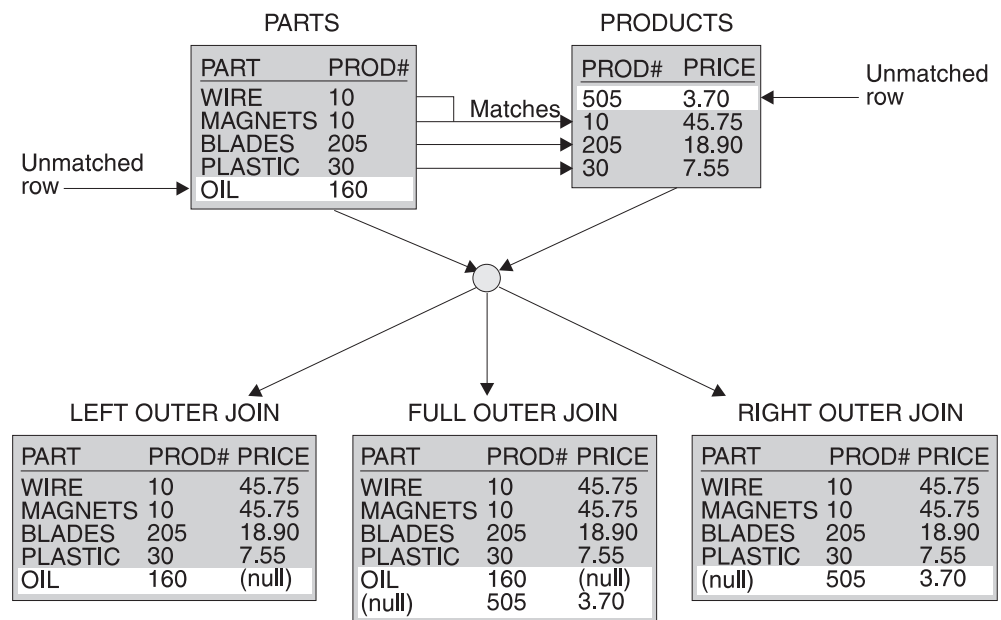 PARTS
PART PROD#
WIRE 10
MAGNETS 10
BLADES 205
PLASTIC 30
OIL 160
Unmatched
row
Matches
PRODUCTS
PROD# PRICE
505 3.70
10 45.75
205 18.90
30 7.55
Unmatched
row
LEFT OUTER JOIN
PART PROD# PRICE
WIRE 10 45.75
MAGNETS 10 45.75
BLADES 205 18.90
PLASTIC 30 7.55
OIL 160 (null)
FULL OUTER JOIN
PART PROD# PRICE
WIRE 10 45.75
MAGNETS 10 45.75
BLADES 205 18.90
PLASTIC 30 7.55
OIL 160 (null)
(null) 505 3.70
RIGHT OUTER JOIN
PART PROD# PRICE
WIRE 10 45.75
MAGNETS 10 45.75
BLADES 205 18.90
PLASTIC 30 7.55
(null) 505 3.70